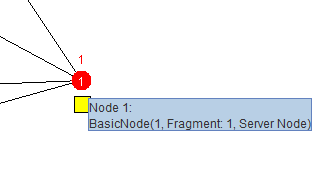 1
1
Node 1:
BasicNode(1, Fragment: 1, Server Node)